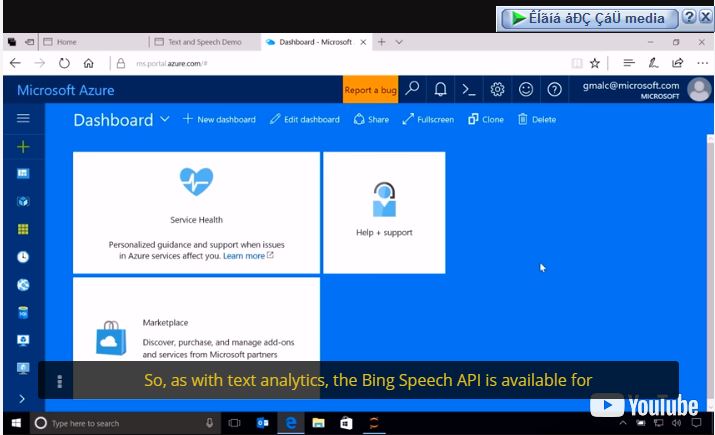 ÊÍãíá åÐÇ ÇáÜ media
Home
Text and Speech Demo
Dashboard - Microsoft
ms.portal.azure.com/#
Microsoft Azure
Report a bug
gmalc@microsoft.com
MICROSOFT
Dashboard
New dashboard
Edit dashboard
Share
Fullscreen
Clone
Delete
Service Health
Personalized guidance and support when issues
in Azure services affect you. Learn more
Help + support
Marketplace
Discover, purchase, and manage add-ons
and services from Microsoft partners
So, as with text analytics, the Bing Speech API is available for
YouTube
Type here to search